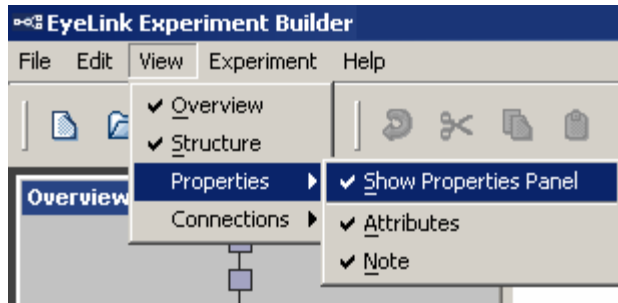 EyeLink Experiment Builder
File Edit View Experiment Help
Overview
Structure
Properties
Connections
Show Properties Panel
Attributes
Note
Overview